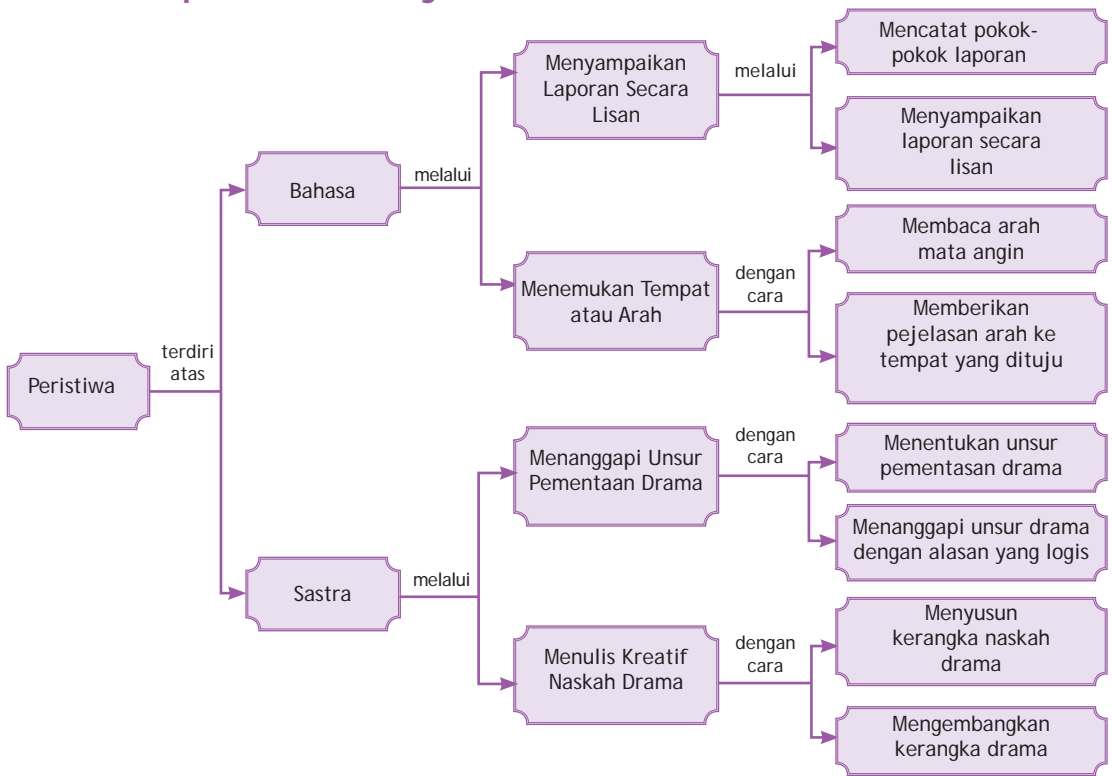 Peristiwa
terdiri
atas
Bahasa
melalui
Menyampaikan
Laporan Secara
Lisan
melalui
Mencatat pokok-
pokok laporan
Menyampaikan
laporan secara
lisan
Menemukan Tempat
atau Arah
dengan
cara
Membaca arah
mata angin
Memberikan
pejelasan arah ke
tempat yang dituju
Sastra
melalui
Menanggapi Unsur
Pementaan Drama
dengan
cara
Menentukan unsur
pementasan drama
Menanggapi unsur drama
dengan alasan yang logis
Menulis Kreatif
Naskah Drama
dengan
cara
Menyusun
kerangka naskah
drama
Mengembangkan
kerangka drama